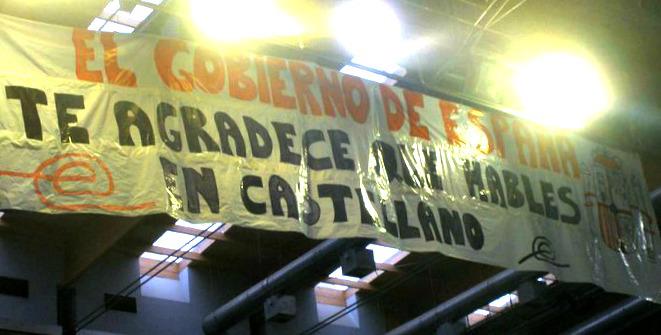 EL GOBIERNO DE ESPAÑA
TE AGRADECE QUE HABLES
EN CASTELLANO